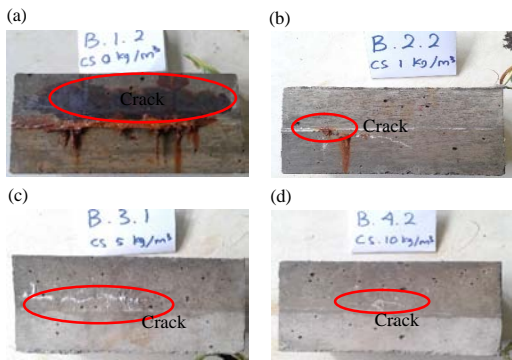 (a)
B.1.2
CS 0 kg/m³
Crack
(b)
B.2.2
CS 1 kg/m³
Crack
(c)
B.3.1
CS 5 kg/m³
Crack
(d)
B.4.2
CS.10 kg/m³
Crack